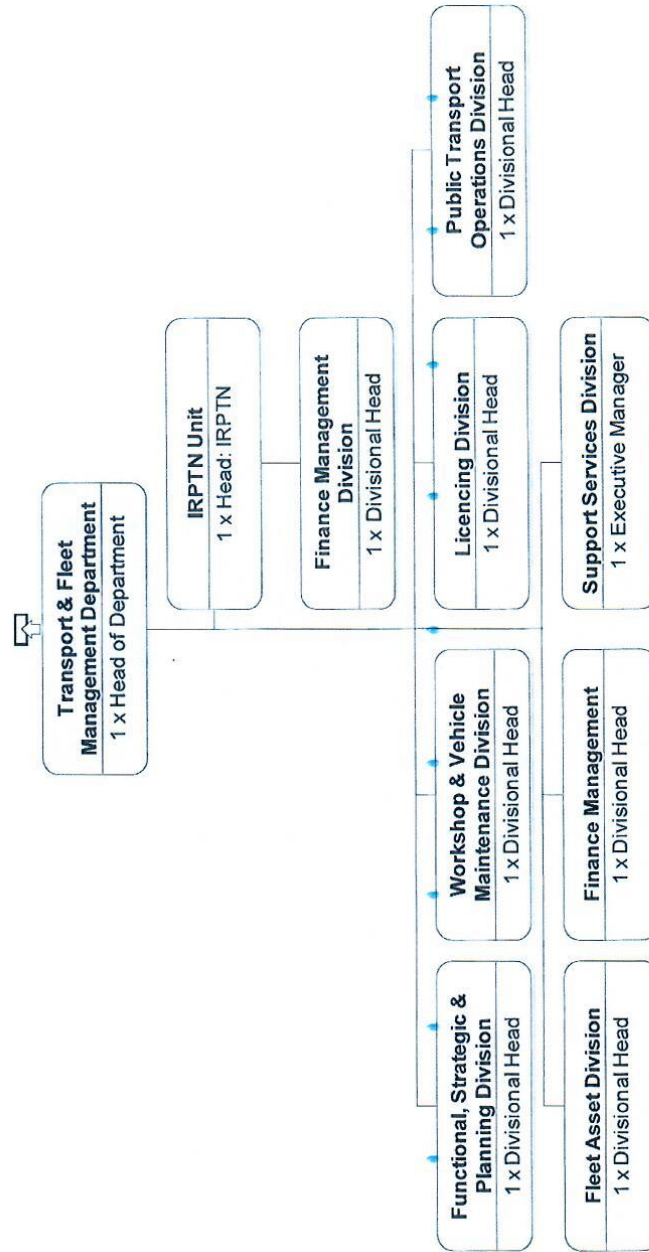 Transport & Fleet
Management Department
1 x Head of Department
IRPTN Unit
1 x Head: IRPTN
Finance Management
Division
1 x Divisional Head
Functional, Strategic &
Planning Division
1 x Divisional Head
Workshop & Vehicle
Maintenance Division
1 x Divisional Head
Licencing Division
1 x Divisional Head
Public Transport
Operations Division
1 x Divisional Head
Fleet Asset Division
1 x Divisional Head
Finance Management
1 x Divisional Head
Support Services Division
1 x Executive Manager